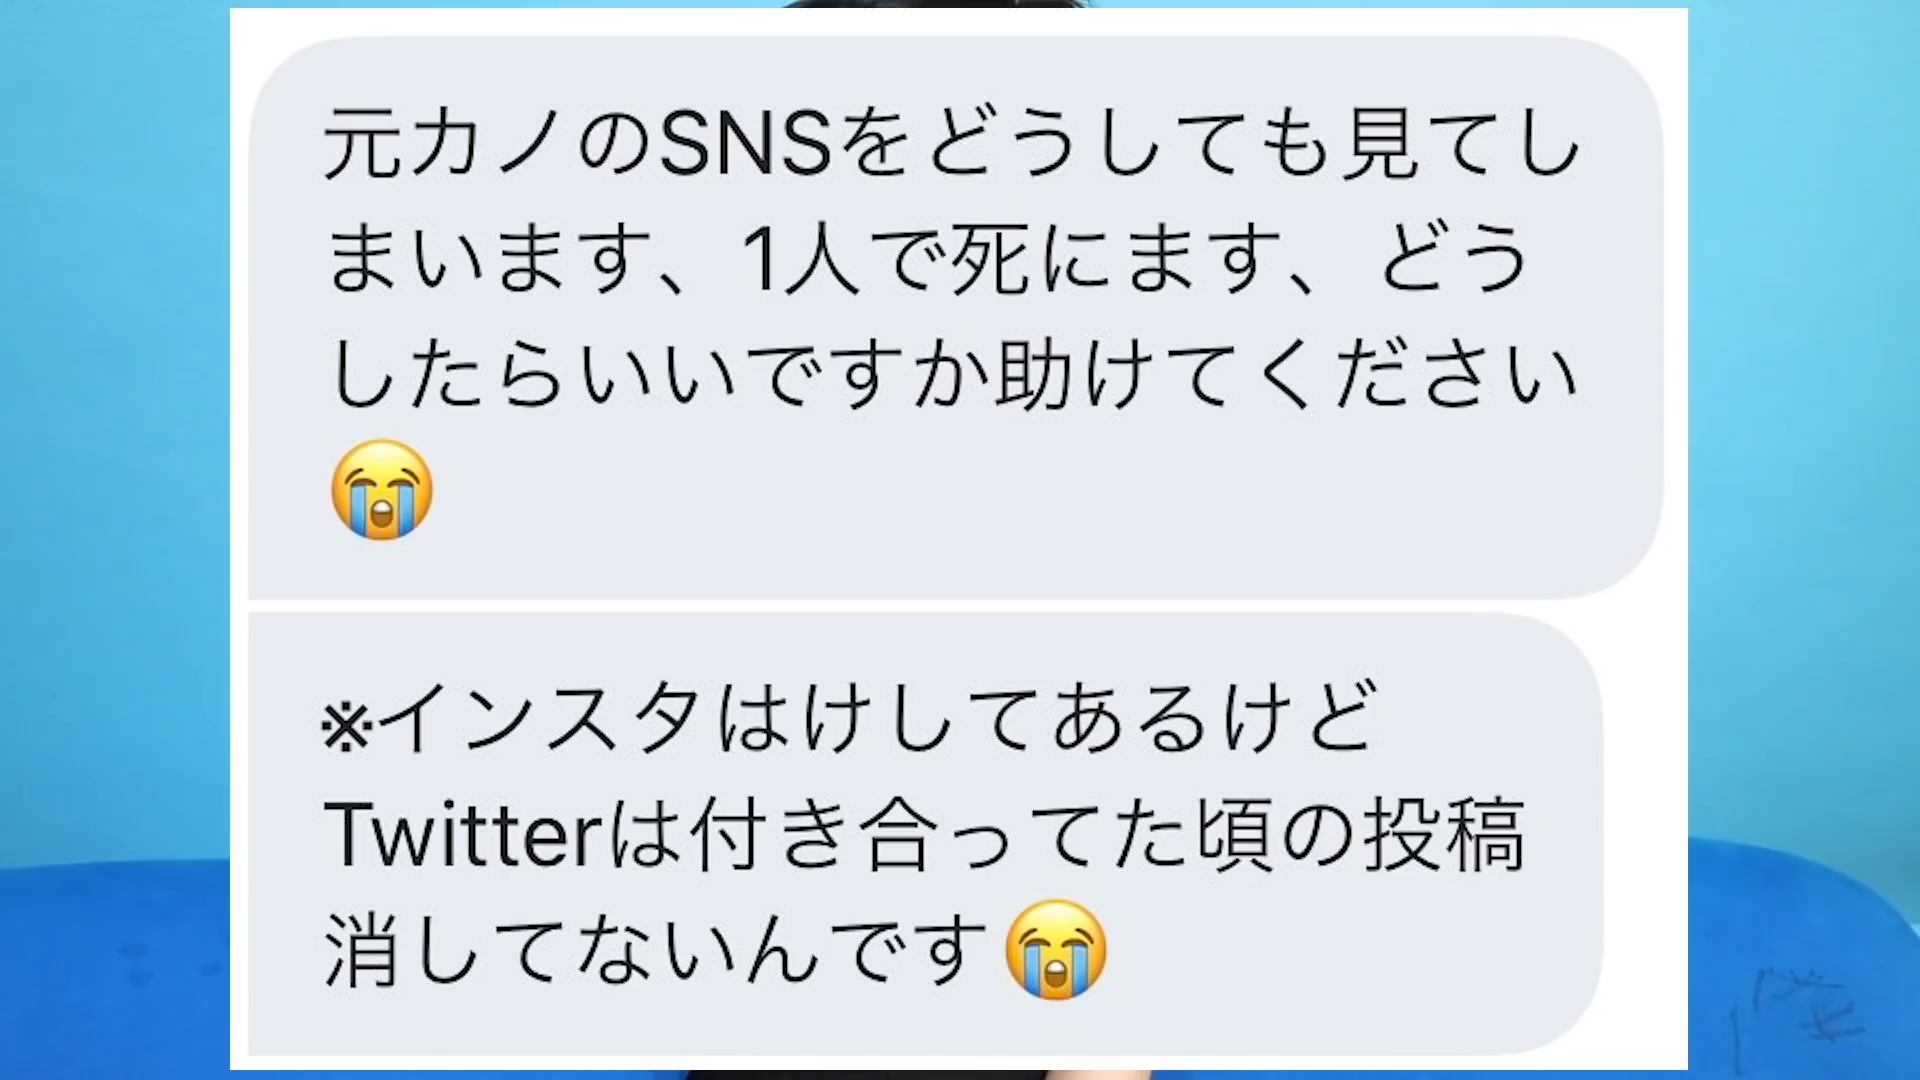 元カノのSNSをどうしても見てし
まいます、1人で死にます、どう
したらいいですか助けてください
😭
※インスタはけしてあるけど
Twitterは付き合ってた頃の投稿
消してないんです😭